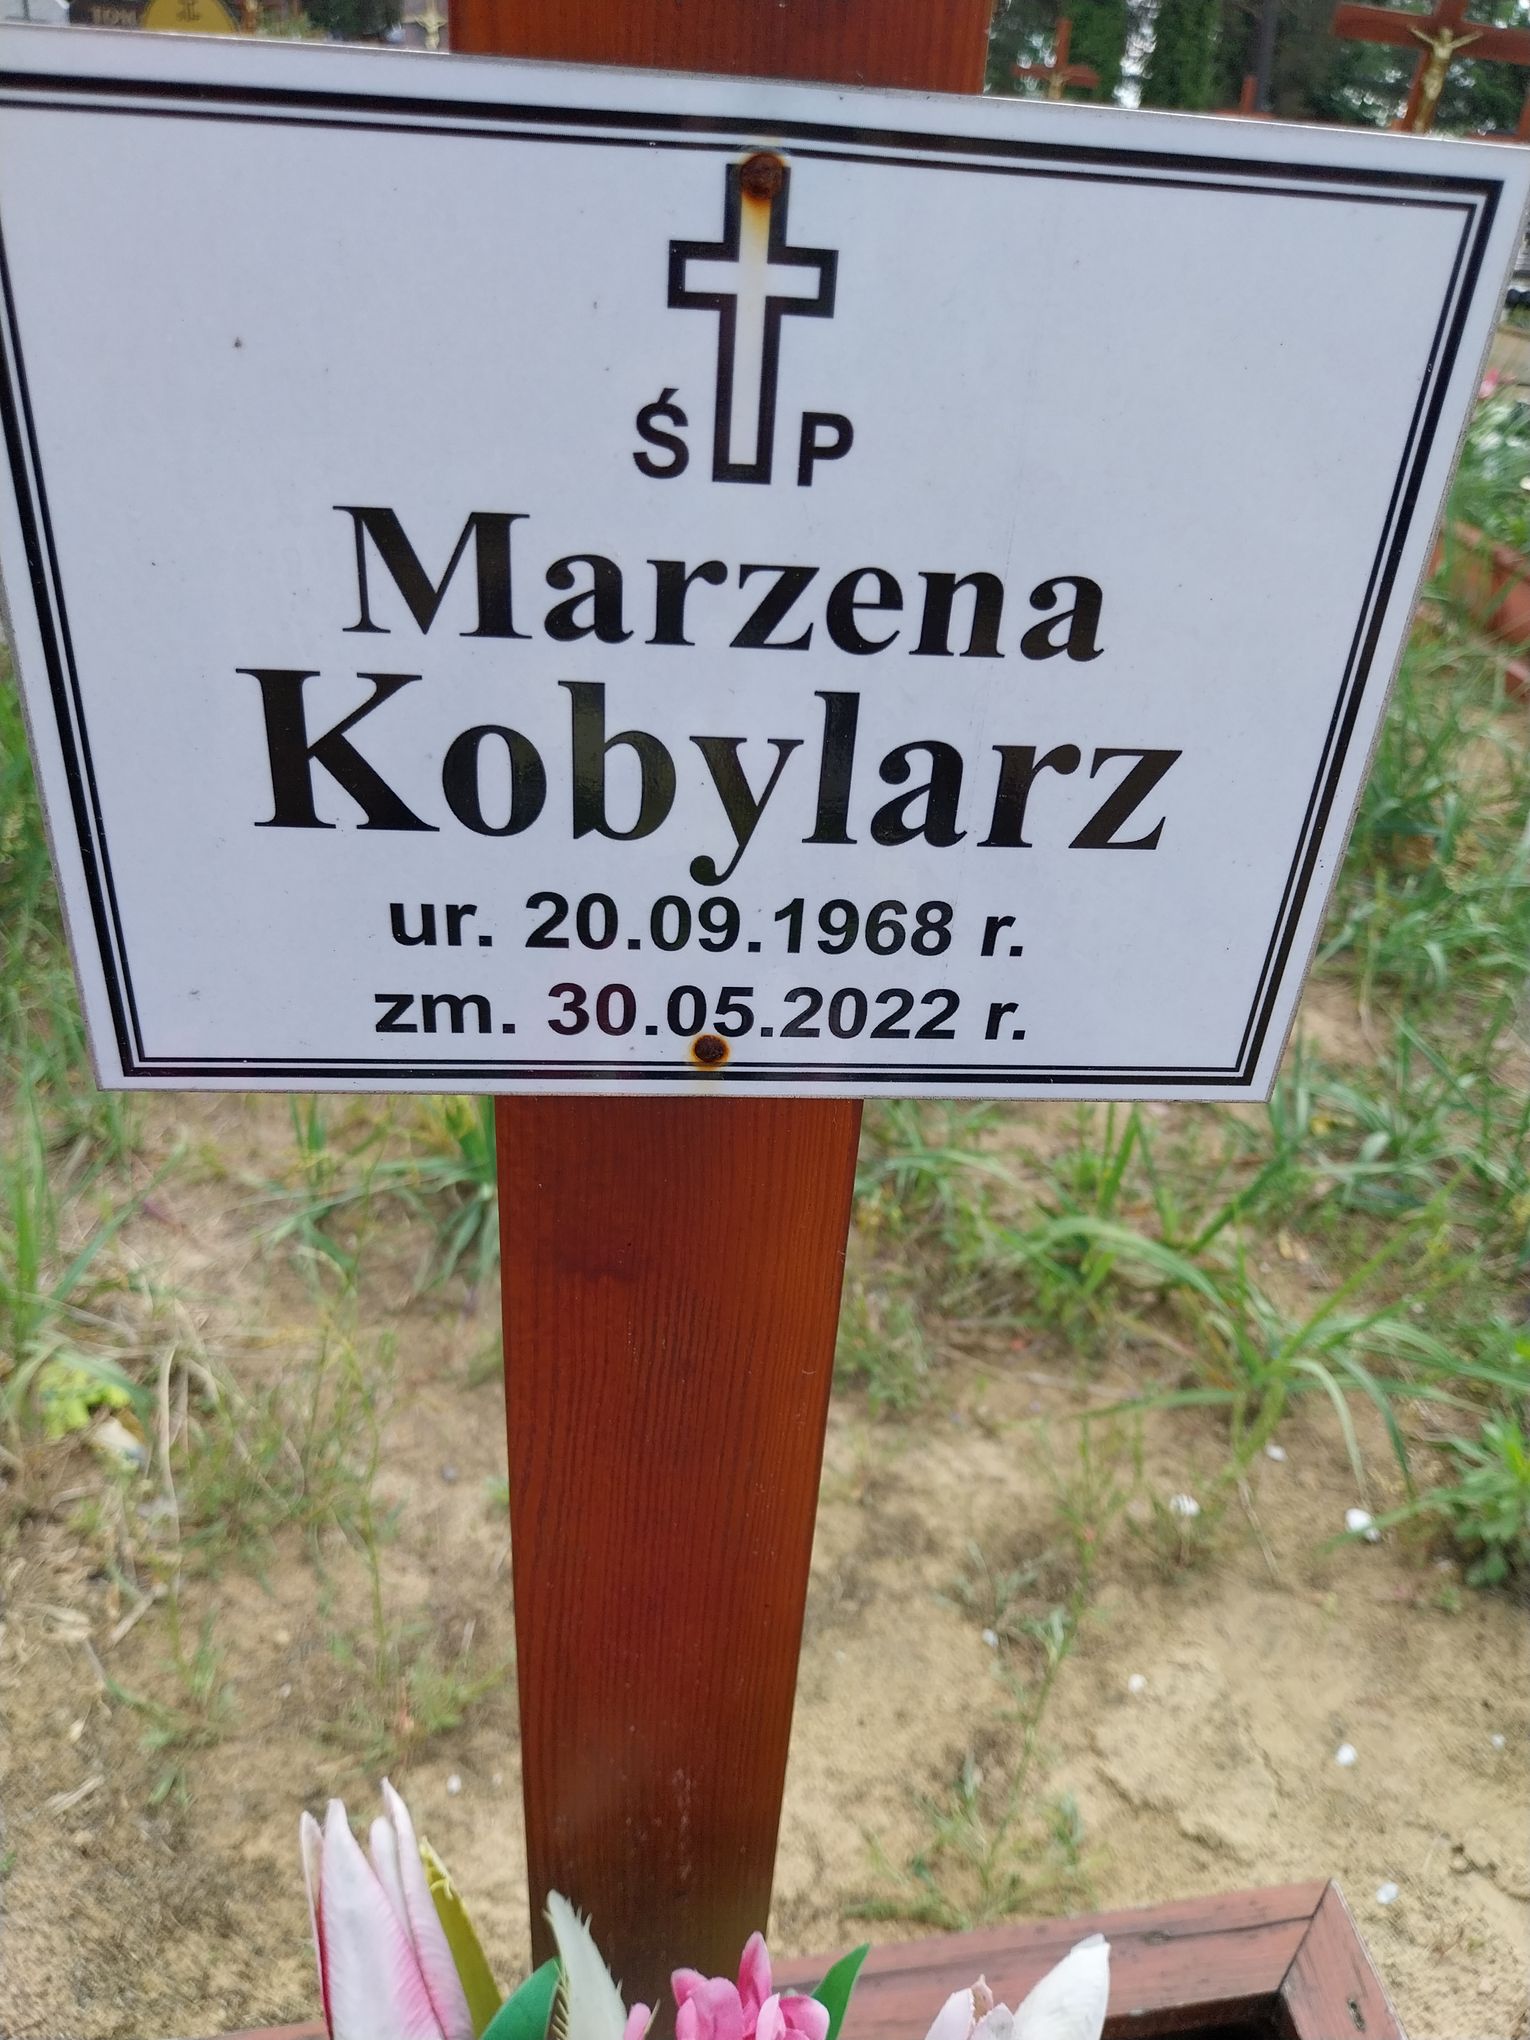 Ś P
Marzena
Kobylarz
ur. 20.09.1968 r.
zm. 30.05.2022 r.